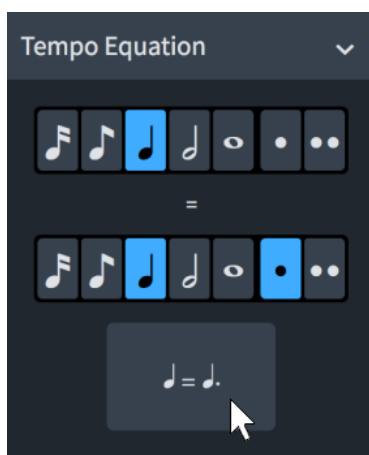 Tempo Equation
=
=